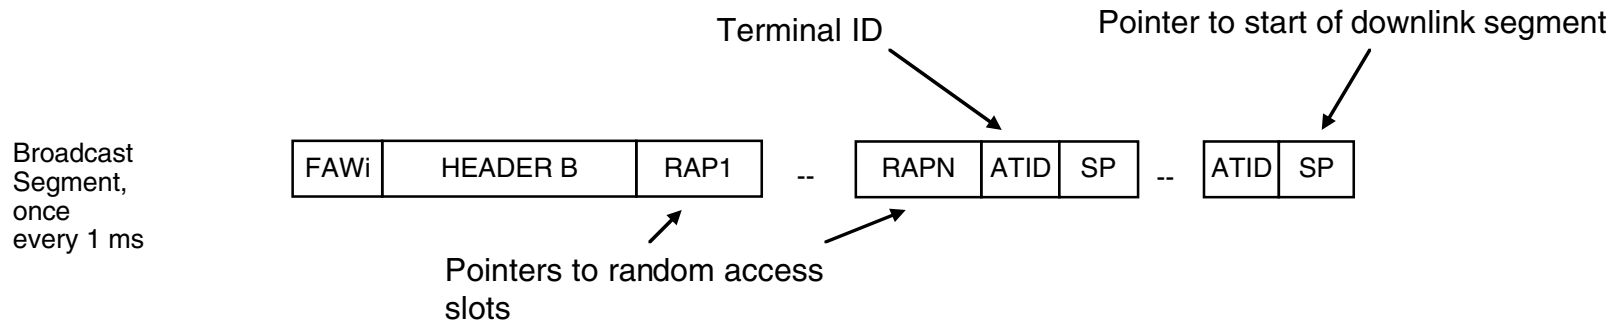 Terminal ID
Pointer to start of downlink segment
Broadcast
Segment,
once
every 1 ms
FAWi HEADER B RAP1 -- RAPN ATID SP -- ATID SP
Pointers to random access
slots